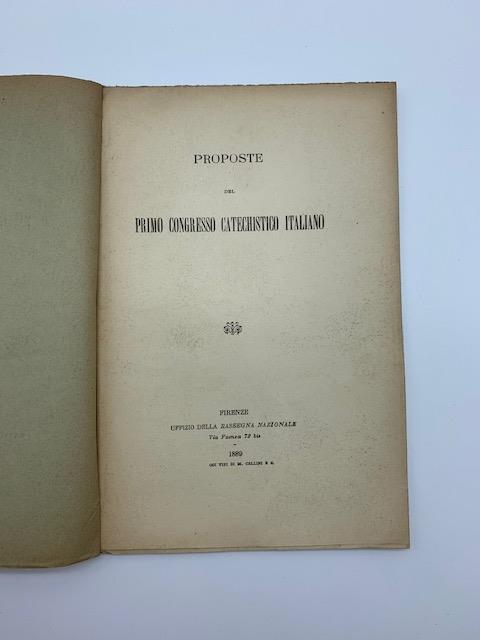 PROPOSTE
DEL
PRIMO CONGRESSO CATECHISTICO ITALIANO
FIRENZE
UFFIZIO DELLA RASSEGNA NAZIONALE
Via Faenza 72 bis
1889
COI TIPI DI M. CELLINI E C.